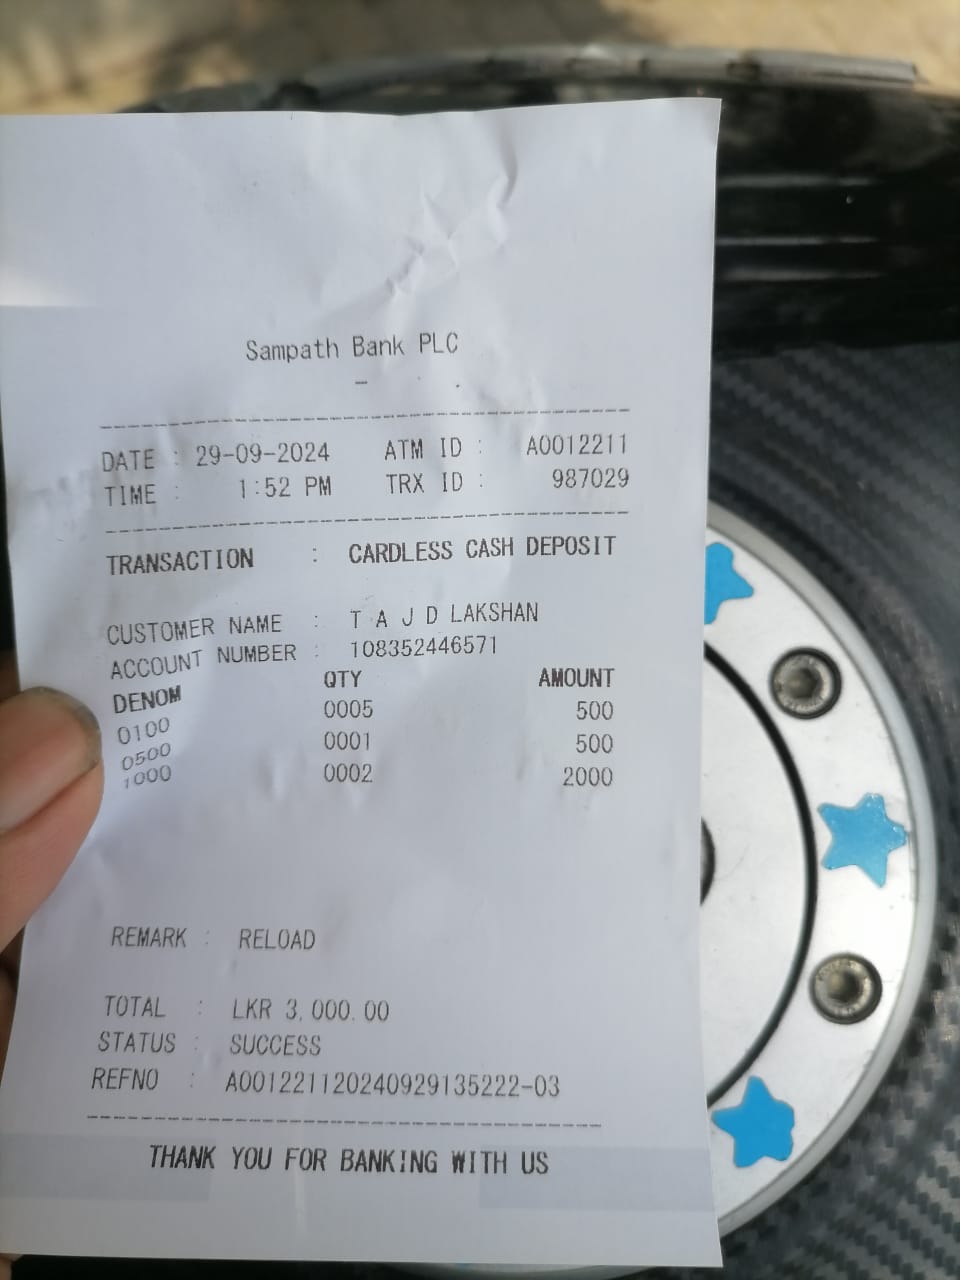 Sampath Bank PLC
DATE : 29-09-2024 ATM ID : A0012211
TIME : 1:52 PM TRX ID : 987029
TRANSACTION : CARDLESS CASH DEPOSIT
CUSTOMER NAME : T A J D LAKSHAN
ACCOUNT NUMBER : 108352446571
DENOM QTY AMOUNT
0100 0005 500
0500 0001 500
1000 0002 2000
REMARK : RELOAD
TOTAL : LKR 3,000.00
STATUS : SUCCESS
REFNO : A001221120240929135222-03
THANK YOU FOR BANKING WITH US